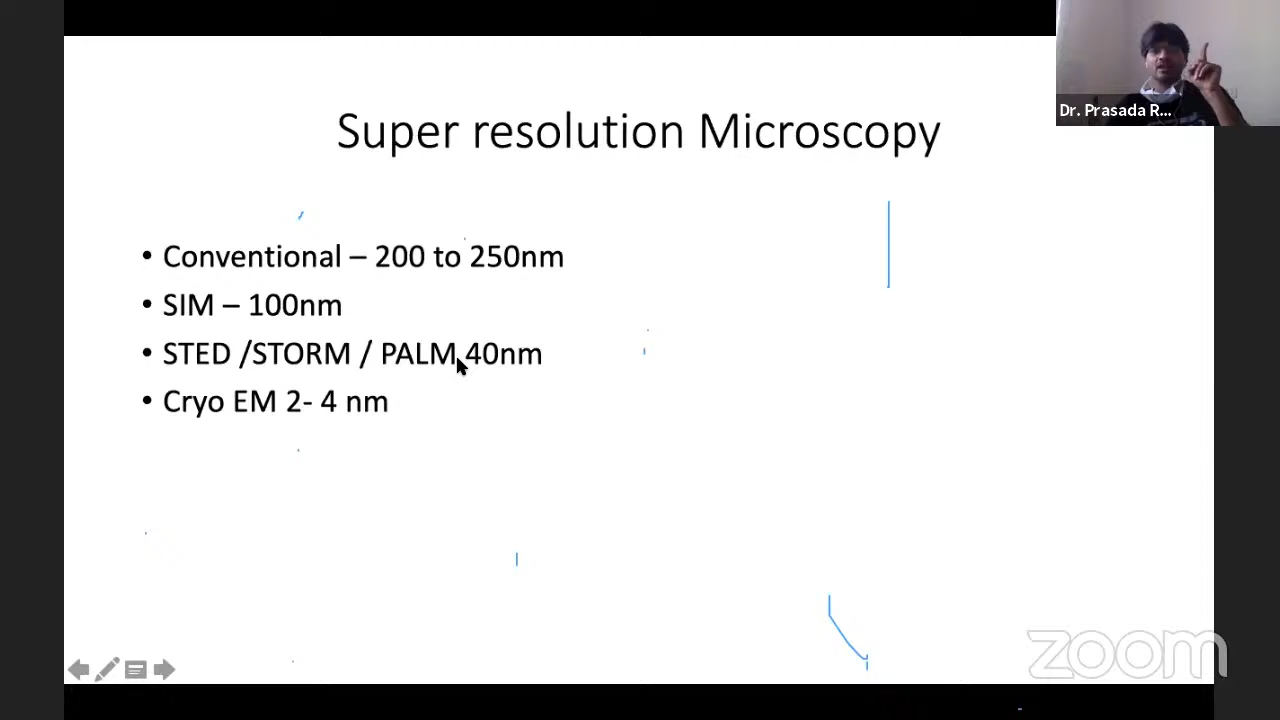 Dr. Prasada R...
Super resolution Microscopy
• Conventional – 200 to 250nm
• SIM – 100nm
• STED /STORM / PALM 40nm
• Cryo EM 2- 4 nm
zoom